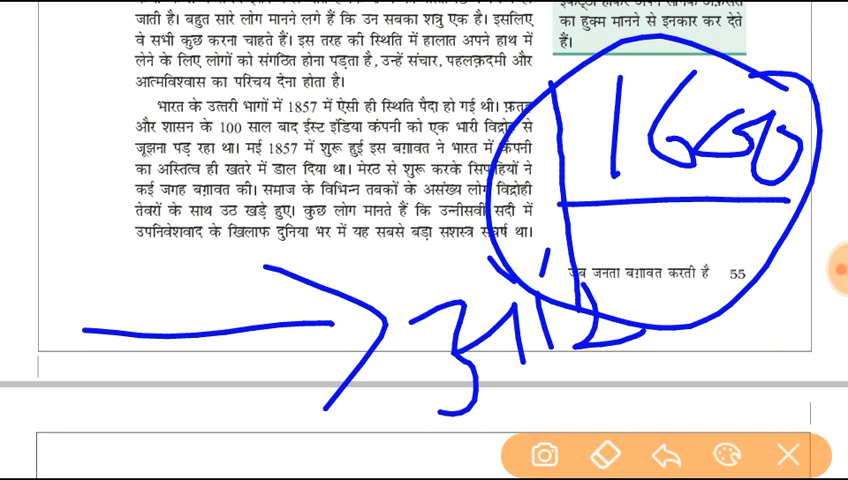 जाती है। बहुत सारे लोग मानने लगे हैं कि उन सबका शत्रु एक है। इसलिए
वे सभी कुछ करना चाहते हैं। इस तरह की स्थिति में हालात अपने हाथ में
लेने के लिए लोगों को संगठित होना पड़ता है, उन्हें संचार, पहलक़दमी और
आत्मविश्वास का परिचय देना होता है।
भारत के उत्तरी भागों में 1857 में ऐसी ही स्थिति पैदा हो गई थी। फ़तह
और शासन के 100 साल बाद ईस्ट इंडिया कंपनी को एक भारी विद्रोह से
जूझना पड़ रहा था। मई 1857 में शुरू हुई इस बग़ावत ने भारत में कंपनी
का अस्तित्व ही खतरे में डाल दिया था। मेरठ से शुरू करके सिपाहियों ने
कई जगह बग़ावत की। समाज के विभिन्न तबकों के असंख्य लोग विद्रोही
तेवरों के साथ उठ खड़े हुए। कुछ लोग मानते हैं कि उन्नीसवीं सदी में
उपनिवेशवाद के खिलाफ दुनिया भर में यह सबसे बड़ा सशस्त्र संघर्ष था।
का हुक्म मानने से इनकार कर देते
हैं।
जब जनता बग़ावत करती है 55